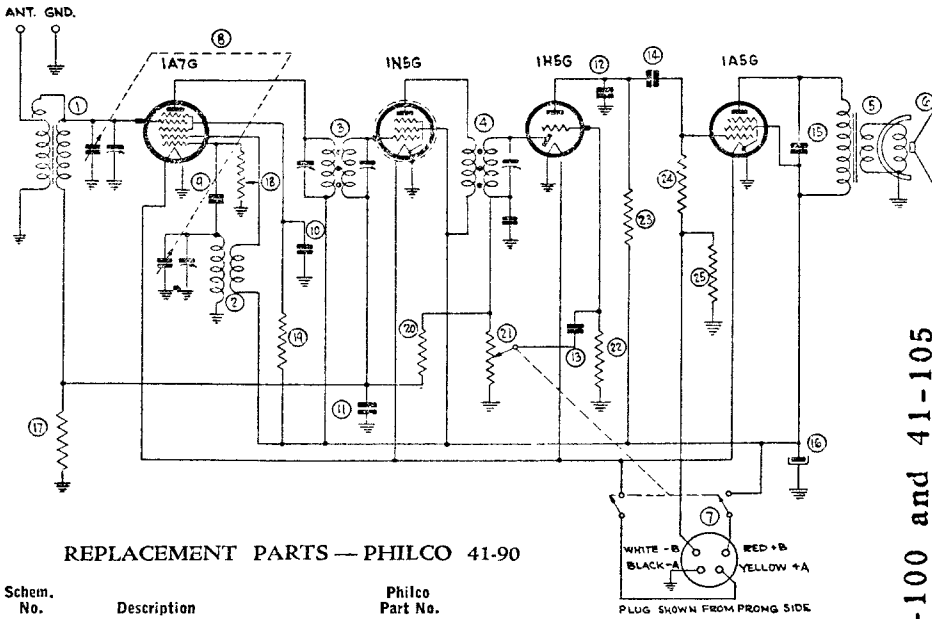 ANT. GND.
8
1A7G
1N5G
1H5G
12
14
1A5G
1
3
4
15
5
6
9
18
10
2
24
23
25
19
20
21
13
22
11
17
16
7
WHITE -B
RED +B
BLACK-A
YELLOW +A
PLUG SHOWN FROM PRONG SIDE
REPLACEMENT PARTS — PHILCO 41-90
Schem. No.
Description
Philco Part No.
-100 and 41-105